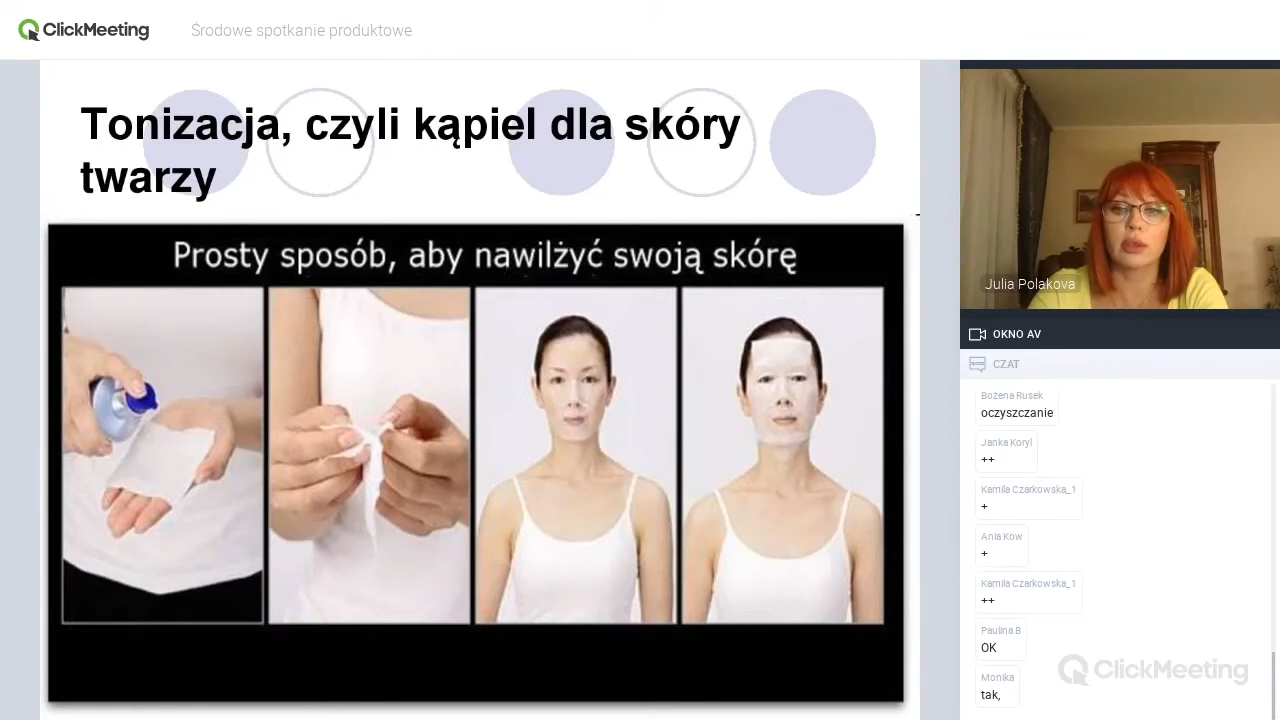 ClickMeeting
Środowe spotkanie produktowe
Tonizacja, czyli kąpiel dla skóry
twarzy
Prosty sposób, aby nawilżyć swoją skórę
Julia Polakova
OKNO AV
CZAT
Bożena Rusek
oczyszczanie
Janka Koryl
++
Kamila Czarkowska_1
+
Ania Kow
+
Kamila Czarkowska_1
++
Paulina B
OK
Monika
tak,
ClickMeeting